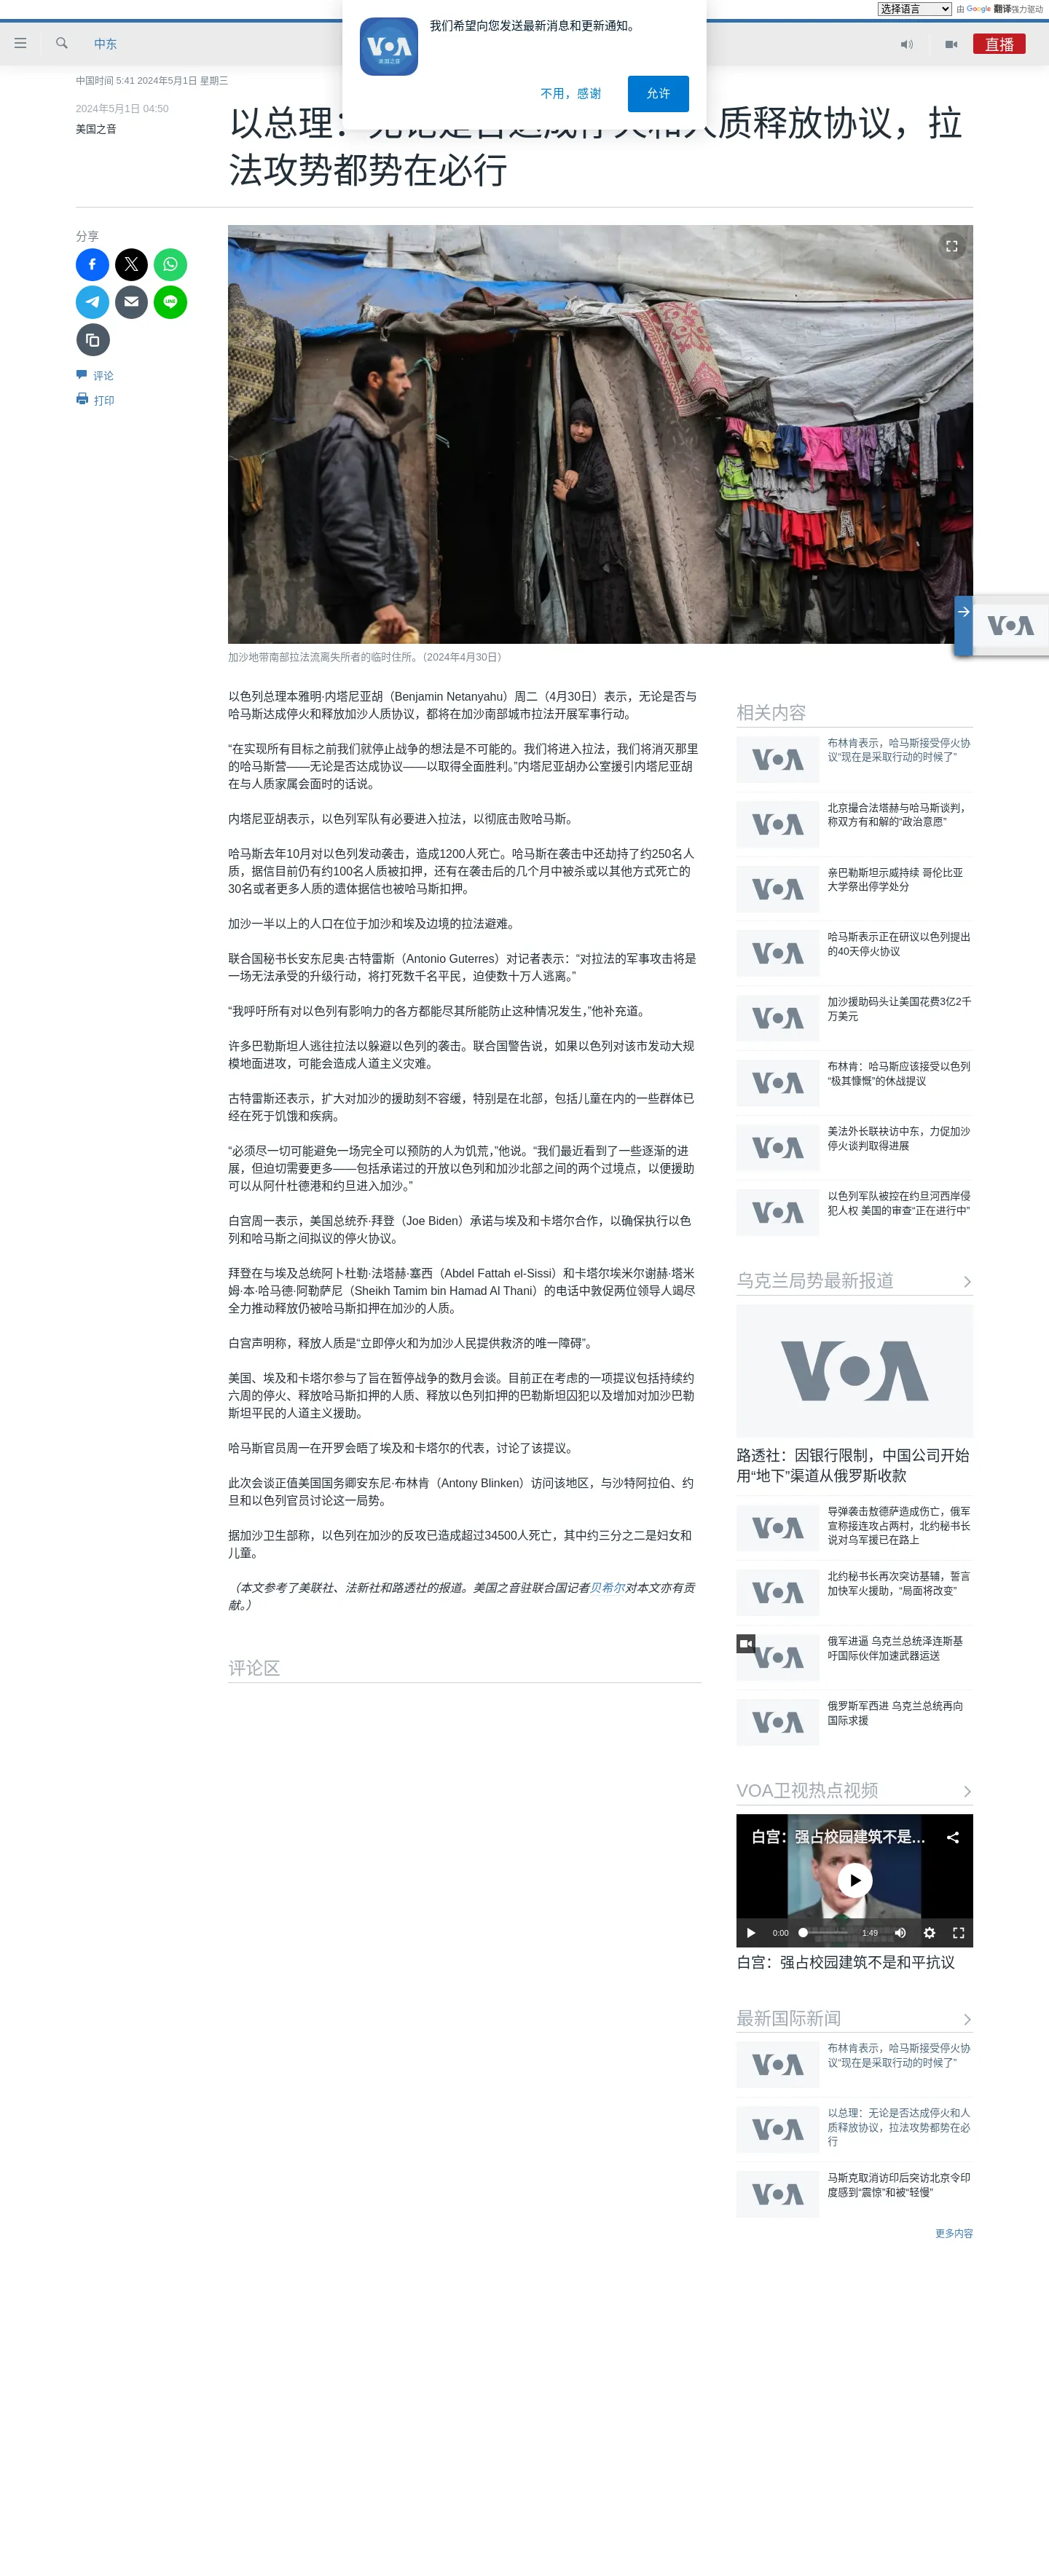 选择语言 由 Google 翻译强力驱动
我们希望向您发送最新消息和更新通知。
VOA
美国之音
不用，感谢 允许
中东
直播
中国时间 5:41 2024年5月1日 星期三
2024年5月1日 04:50
美国之音
以总理：无论是否达成停火和人质释放协议，拉
法攻势都势在必行
分享
LINE
评论
打印
加沙地带南部拉法流离失所者的临时住所。（2024年4月30日）
VOA
以色列总理本雅明·内塔尼亚胡（Benjamin Netanyahu）周二（4月30日）表示，无论是否与
哈马斯达成停火和释放加沙人质协议，都将在加沙南部城市拉法开展军事行动。
“在实现所有目标之前我们就停止战争的想法是不可能的。我们将进入拉法，我们将消灭那里
的哈马斯营——无论是否达成协议——以取得全面胜利。”内塔尼亚胡办公室援引内塔尼亚胡
在与人质家属会面时的话说。
内塔尼亚胡表示，以色列军队有必要进入拉法，以彻底击败哈马斯。
哈马斯去年10月对以色列发动袭击，造成1200人死亡。哈马斯在袭击中还劫持了约250名人
质，据信目前仍有约100名人质被扣押，还有在袭击后的几个月中被杀或以其他方式死亡的
30名或者更多人质的遗体据信也被哈马斯扣押。
加沙一半以上的人口在位于加沙和埃及边境的拉法避难。
联合国秘书长安东尼奥·古特雷斯（Antonio Guterres）对记者表示：“对拉法的军事攻击将是
一场无法承受的升级行动，将打死数千名平民，迫使数十万人逃离。”
“我呼吁所有对以色列有影响力的各方都能尽其所能防止这种情况发生，”他补充道。
许多巴勒斯坦人逃往拉法以躲避以色列的袭击。联合国警告说，如果以色列对该市发动大规
模地面进攻，可能会造成人道主义灾难。
古特雷斯还表示，扩大对加沙的援助刻不容缓，特别是在北部，包括儿童在内的一些群体已
经在死于饥饿和疾病。
“必须尽一切可能避免一场完全可以预防的人为饥荒，”他说。“我们最近看到了一些逐渐的进
展，但迫切需要更多——包括承诺过的开放以色列和加沙北部之间的两个过境点，以便援助
可以从阿什杜德港和约旦进入加沙。”
白宫周一表示，美国总统乔·拜登（Joe Biden）承诺与埃及和卡塔尔合作，以确保执行以色
列和哈马斯之间拟议的停火协议。
拜登在与埃及总统阿卜杜勒·法塔赫·塞西（Abdel Fattah el-Sissi）和卡塔尔埃米尔谢赫·塔米
姆·本·哈马德·阿勒萨尼（Sheikh Tamim bin Hamad Al Thani）的电话中敦促两位领导人竭尽
全力推动释放仍被哈马斯扣押在加沙的人质。
白宫声明称，释放人质是“立即停火和为加沙人民提供救济的唯一障碍”。
美国、埃及和卡塔尔参与了旨在暂停战争的数月会谈。目前正在考虑的一项提议包括持续约
六周的停火、释放哈马斯扣押的人质、释放以色列扣押的巴勒斯坦囚犯以及增加对加沙巴勒
斯坦平民的人道主义援助。
哈马斯官员周一在开罗会晤了埃及和卡塔尔的代表，讨论了该提议。
此次会谈正值美国国务卿安东尼·布林肯（Antony Blinken）访问该地区，与沙特阿拉伯、约
旦和以色列官员讨论这一局势。
据加沙卫生部称，以色列在加沙的反攻已造成超过34500人死亡，其中约三分之二是妇女和
儿童。
（本文参考了美联社、法新社和路透社的报道。美国之音驻联合国记者贝希尔对本文亦有贡
献。）
评论区
相关内容
VOA
布林肯表示，哈马斯接受停火协
议“现在是采取行动的时候了”
VOA
北京撮合法塔赫与哈马斯谈判，
称双方有和解的“政治意愿”
VOA
亲巴勒斯坦示威持续 哥伦比亚
大学祭出停学处分
VOA
哈马斯表示正在研议以色列提出
的40天停火协议
VOA
加沙援助码头让美国花费3亿2千
万美元
VOA
布林肯：哈马斯应该接受以色列
“极其慷慨”的休战提议
VOA
美法外长联袂访中东，力促加沙
停火谈判取得进展
VOA
以色列军队被控在约旦河西岸侵
犯人权 美国的审查“正在进行中”
乌克兰局势最新报道
VOA
路透社：因银行限制，中国公司开始
用“地下”渠道从俄罗斯收款
VOA
导弹袭击敖德萨造成伤亡，俄军
宣称接连攻占两村，北约秘书长
说对乌军援已在路上
VOA
北约秘书长再次突访基辅，誓言
加快军火援助，“局面将改变”
VOA
俄军进逼 乌克兰总统泽连斯基
吁国际伙伴加速武器运送
VOA
俄罗斯军西进 乌克兰总统再向
国际求援
VOA卫视热点视频
白宫：强占校园建筑不是...
0:00 1:49
白宫：强占校园建筑不是和平抗议
最新国际新闻
VOA
布林肯表示，哈马斯接受停火协
议“现在是采取行动的时候了”
VOA
以总理：无论是否达成停火和人
质释放协议，拉法攻势都势在必
行
VOA
马斯克取消访印后突访北京令印
度感到“震惊”和被“轻慢”
更多内容